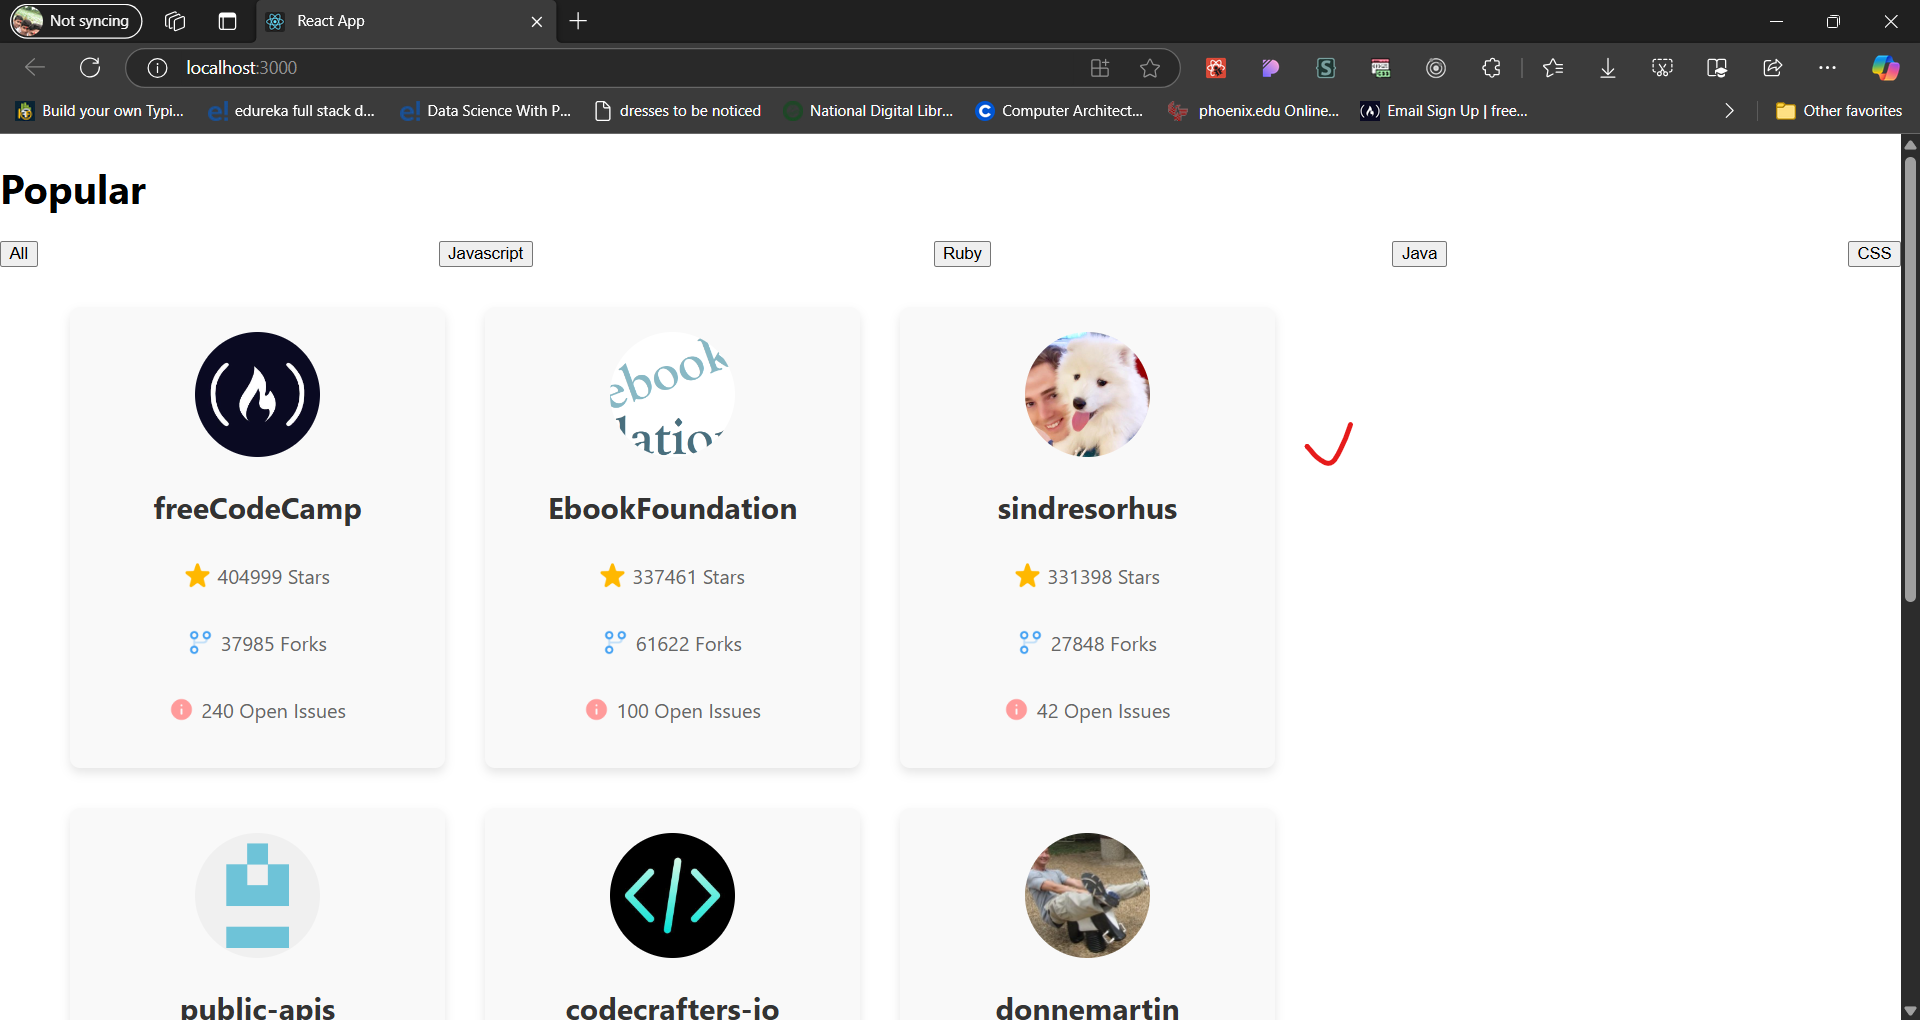 Not syncing
React App
localhost:3000
Build your own Typi...
edureka full stack d...
Data Science With P...
dresses to be noticed
National Digital Libr...
Computer Architect...
phoenix.edu Online...
Email Sign Up | free...
Other favorites
Popular
All
Javascript
Ruby
Java
CSS
ebook
dation
freeCodeCamp
EbookFoundation
sindresorhus
404999 Stars
337461 Stars
331398 Stars
37985 Forks
61622 Forks
27848 Forks
240 Open Issues
100 Open Issues
42 Open Issues
public-apis
codecrafters-io
donnemartin